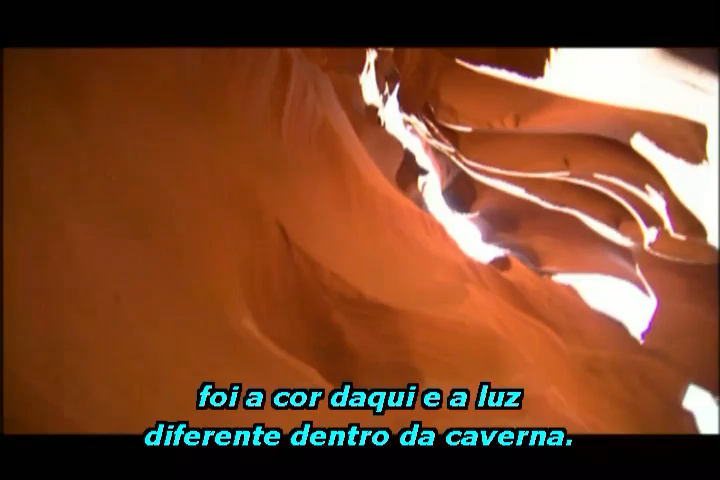 foi a cor daqui e a luz
diferente dentro da caverna.